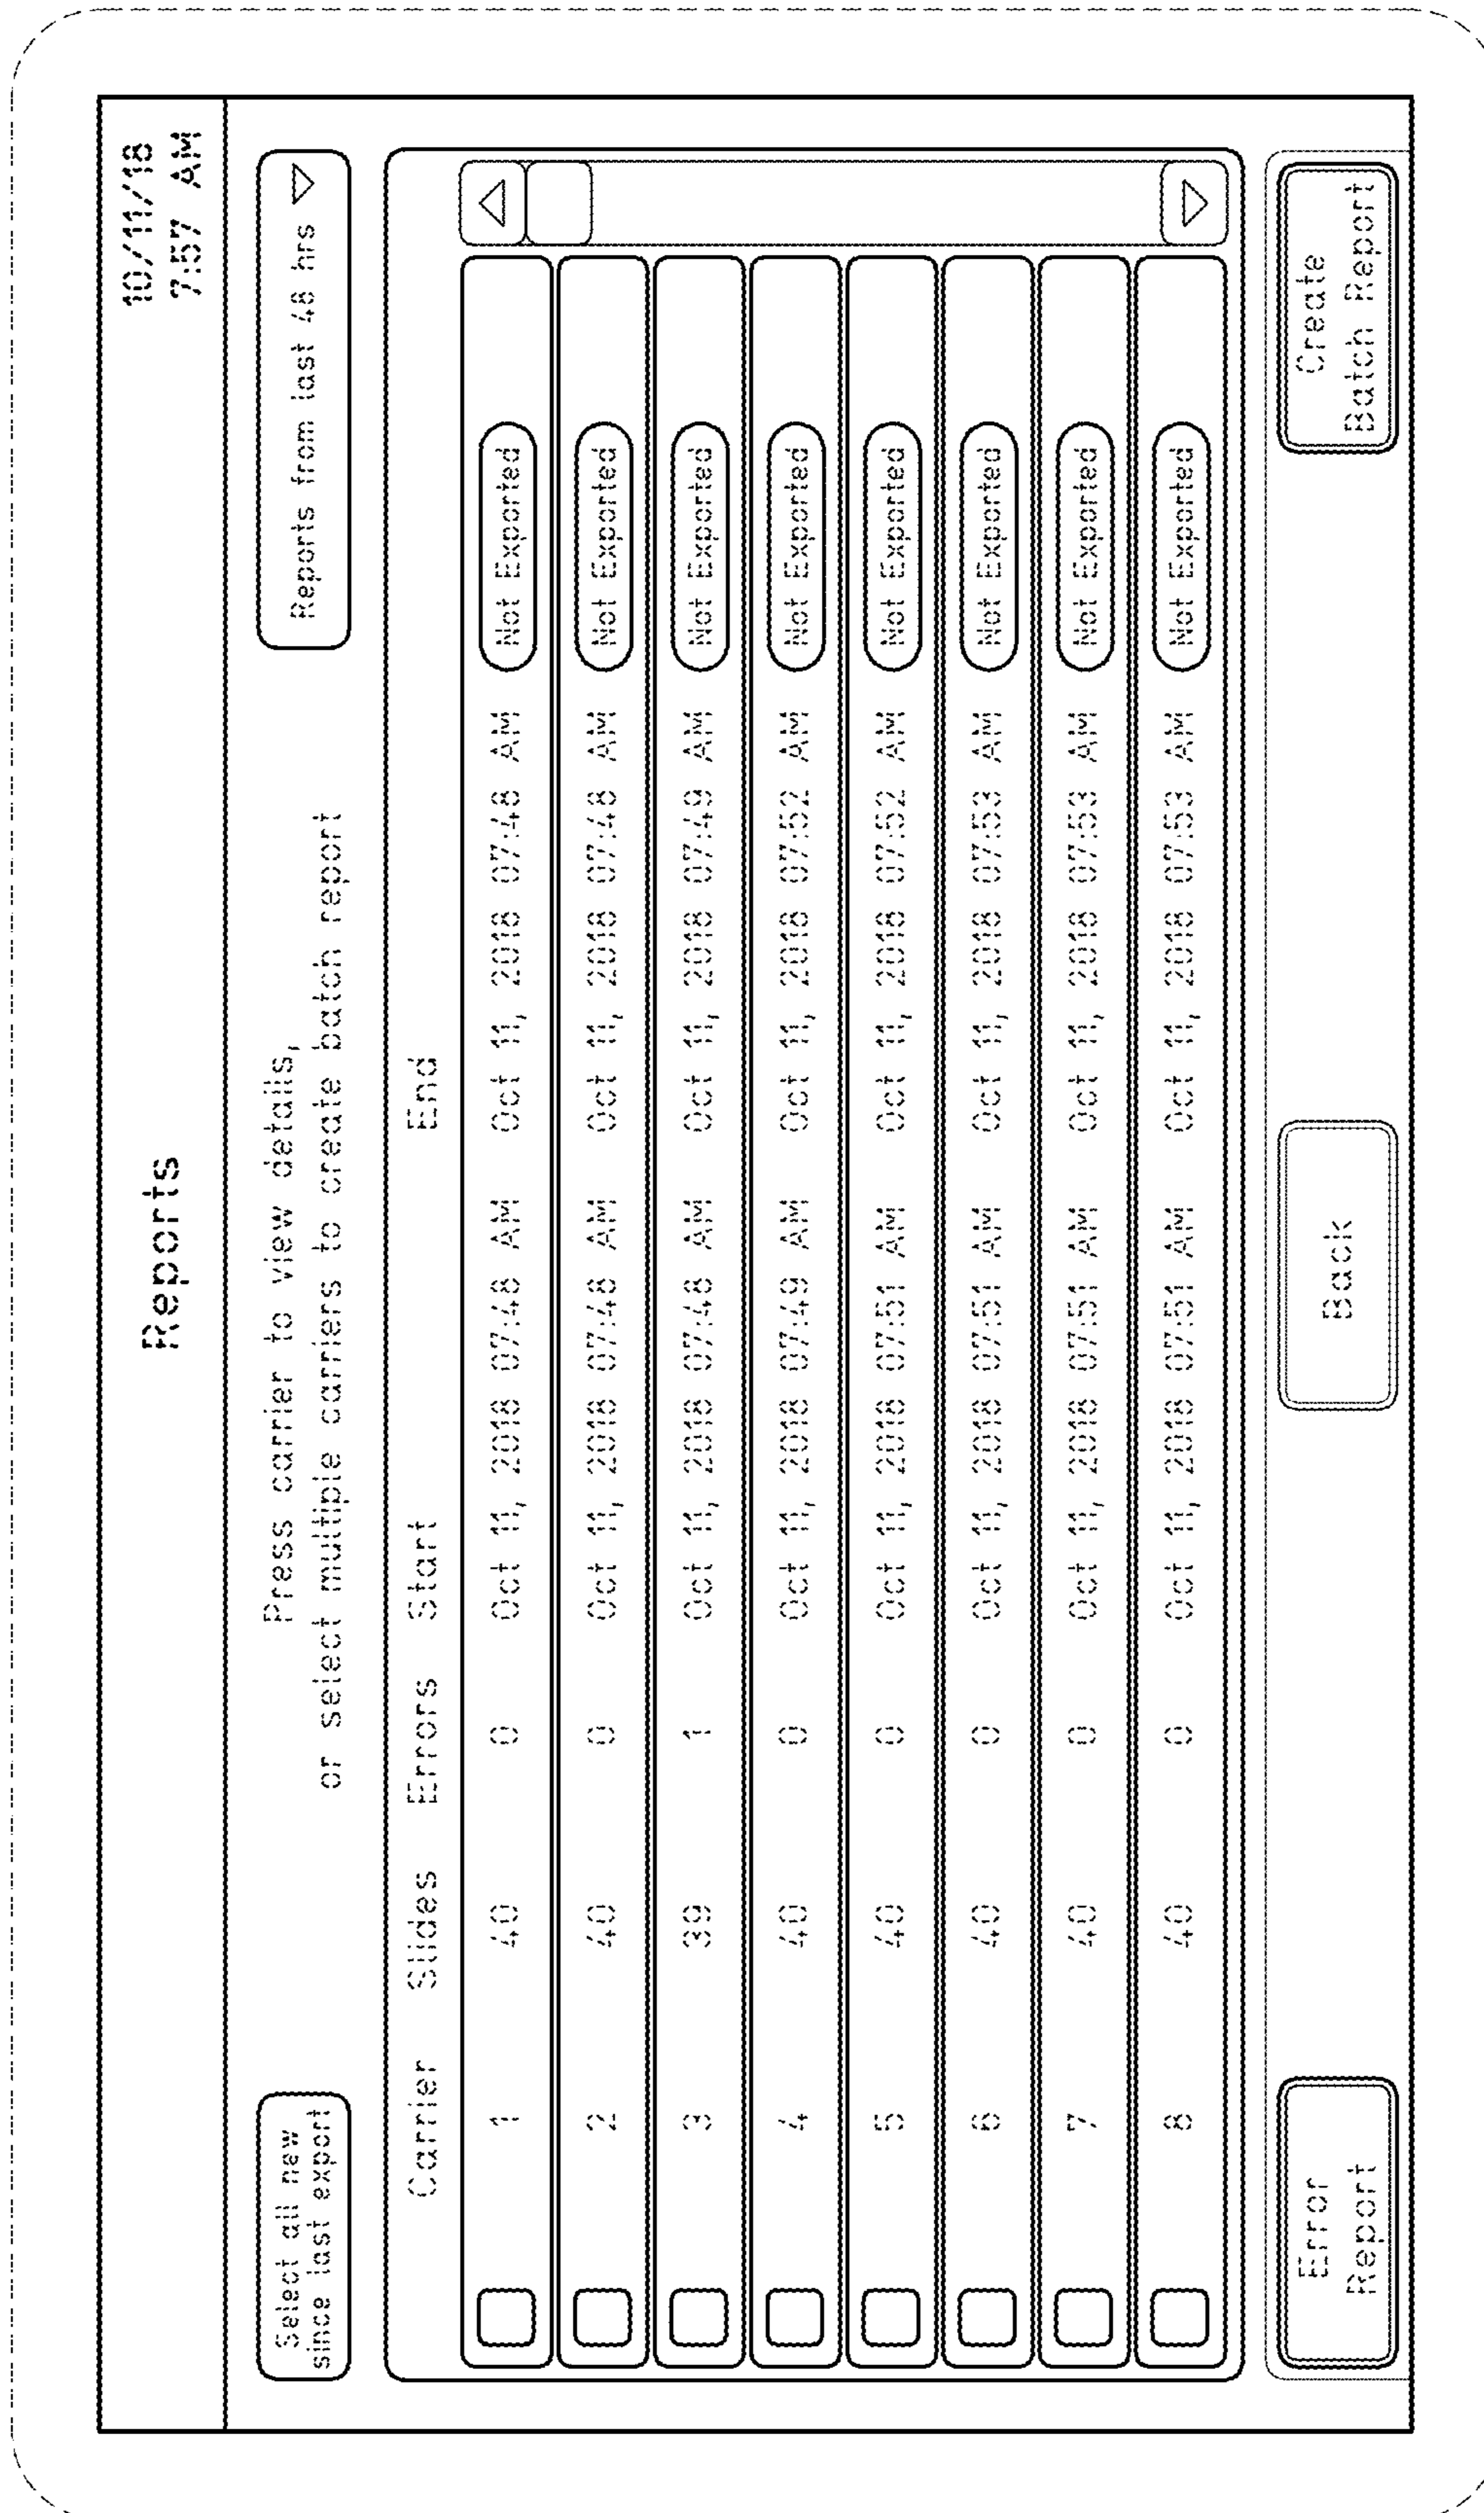 Reports
10/11/18
7:57 AM
Select all new
since last export
Press carrier to view details,
or select multiple carriers to create batch report
Reports from last 48 hrs
Carrier Slides Errors Start End
1 40 0 Oct 11, 2018 07:48 AM Oct 11, 2018 07:48 AM Not Exported
2 40 0 Oct 11, 2018 07:48 AM Oct 11, 2018 07:48 AM Not Exported
3 39 1 Oct 11, 2018 07:48 AM Oct 11, 2018 07:49 AM Not Exported
4 40 0 Oct 11, 2018 07:49 AM Oct 11, 2018 07:52 AM Not Exported
5 40 0 Oct 11, 2018 07:51 AM Oct 11, 2018 07:52 AM Not Exported
6 40 0 Oct 11, 2018 07:51 AM Oct 11, 2018 07:53 AM Not Exported
7 40 0 Oct 11, 2018 07:51 AM Oct 11, 2018 07:53 AM Not Exported
8 40 0 Oct 11, 2018 07:51 AM Oct 11, 2018 07:53 AM Not Exported
Error
Report
Back
Create
Batch Report